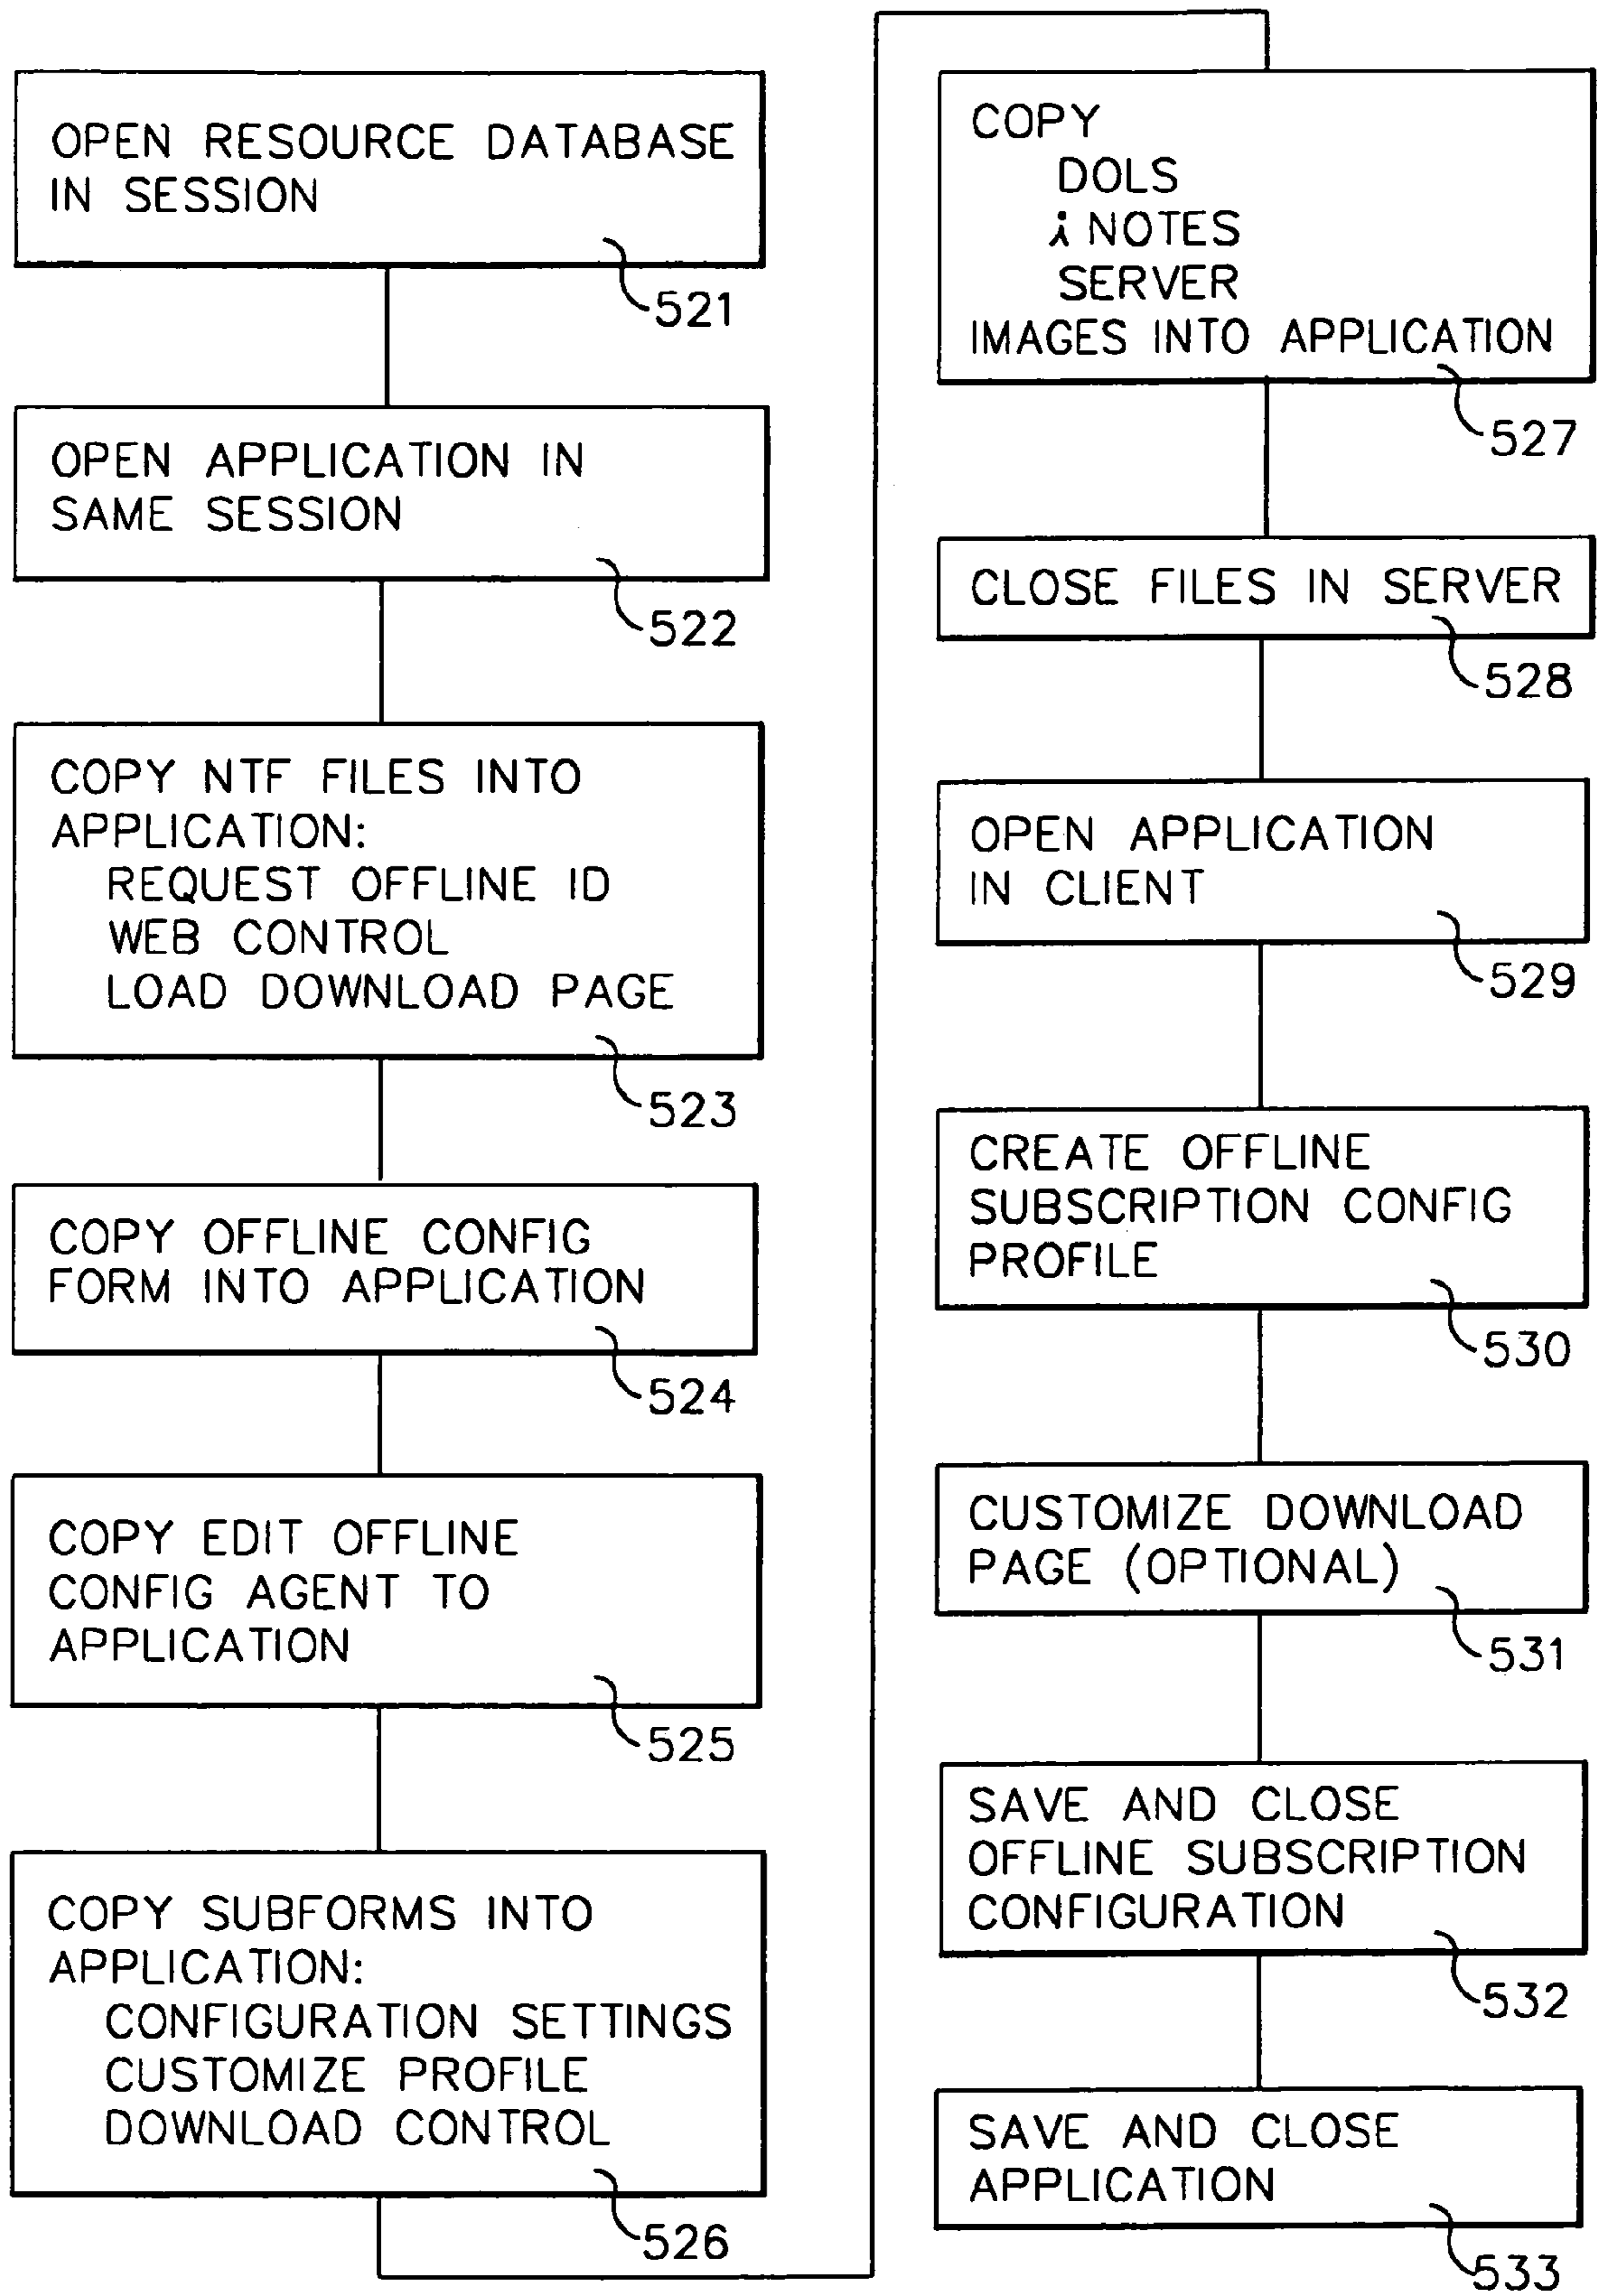 OPEN RESOURCE DATABASE
IN SESSION
521
OPEN APPLICATION IN
SAME SESSION
522
COPY NTF FILES INTO
APPLICATION:
REQUEST OFFLINE ID
WEB CONTROL
LOAD DOWNLOAD PAGE
523
COPY OFFLINE CONFIG
FORM INTO APPLICATION
524
COPY EDIT OFFLINE
CONFIG AGENT TO
APPLICATION
525
COPY SUBFORMS INTO
APPLICATION:
CONFIGURATION SETTINGS
CUSTOMIZE PROFILE
DOWNLOAD CONTROL
526
COPY
DOLS
i NOTES
SERVER
IMAGES INTO APPLICATION
527
CLOSE FILES IN SERVER
528
OPEN APPLICATION
IN CLIENT
529
CREATE OFFLINE
SUBSCRIPTION CONFIG
PROFILE
530
CUSTOMIZE DOWNLOAD
PAGE (OPTIONAL)
531
SAVE AND CLOSE
OFFLINE SUBSCRIPTION
CONFIGURATION
532
SAVE AND CLOSE
APPLICATION
533